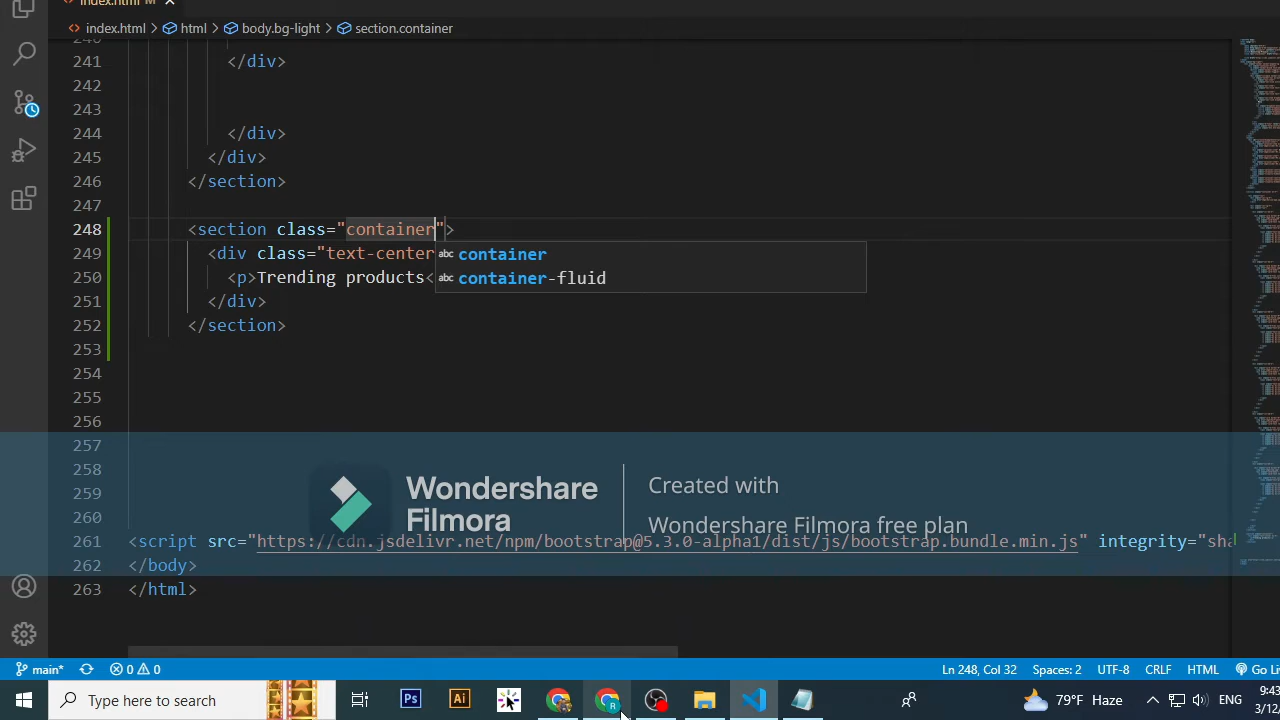 index.html M
index.html > html > body.bg-light > section.container
240
241 </div>
242
243
244 </div>
245 </div>
246 </section>
247
248 <section class="container">
249 <div class="text-center
250 <p>Trending products<
251 </div>
252 </section>
253
254
255
256
257
258
259
260
261 <script src="https://cdn.jsdelivr.net/npm/bootstrap@5.3.0-alpha1/dist/js/bootstrap.bundle.min.js" integrity="sha
262 </body>
263 </html>
abc container
abc container-fluid
Wondershare
Filmora
Created with
Wondershare Filmora free plan
main* 0 0 Ln 248, Col 32 Spaces: 2 UTF-8 CRLF HTML Go Li
Type here to search Ps Ai R 79°F Haze ENG 9:43
3/12/